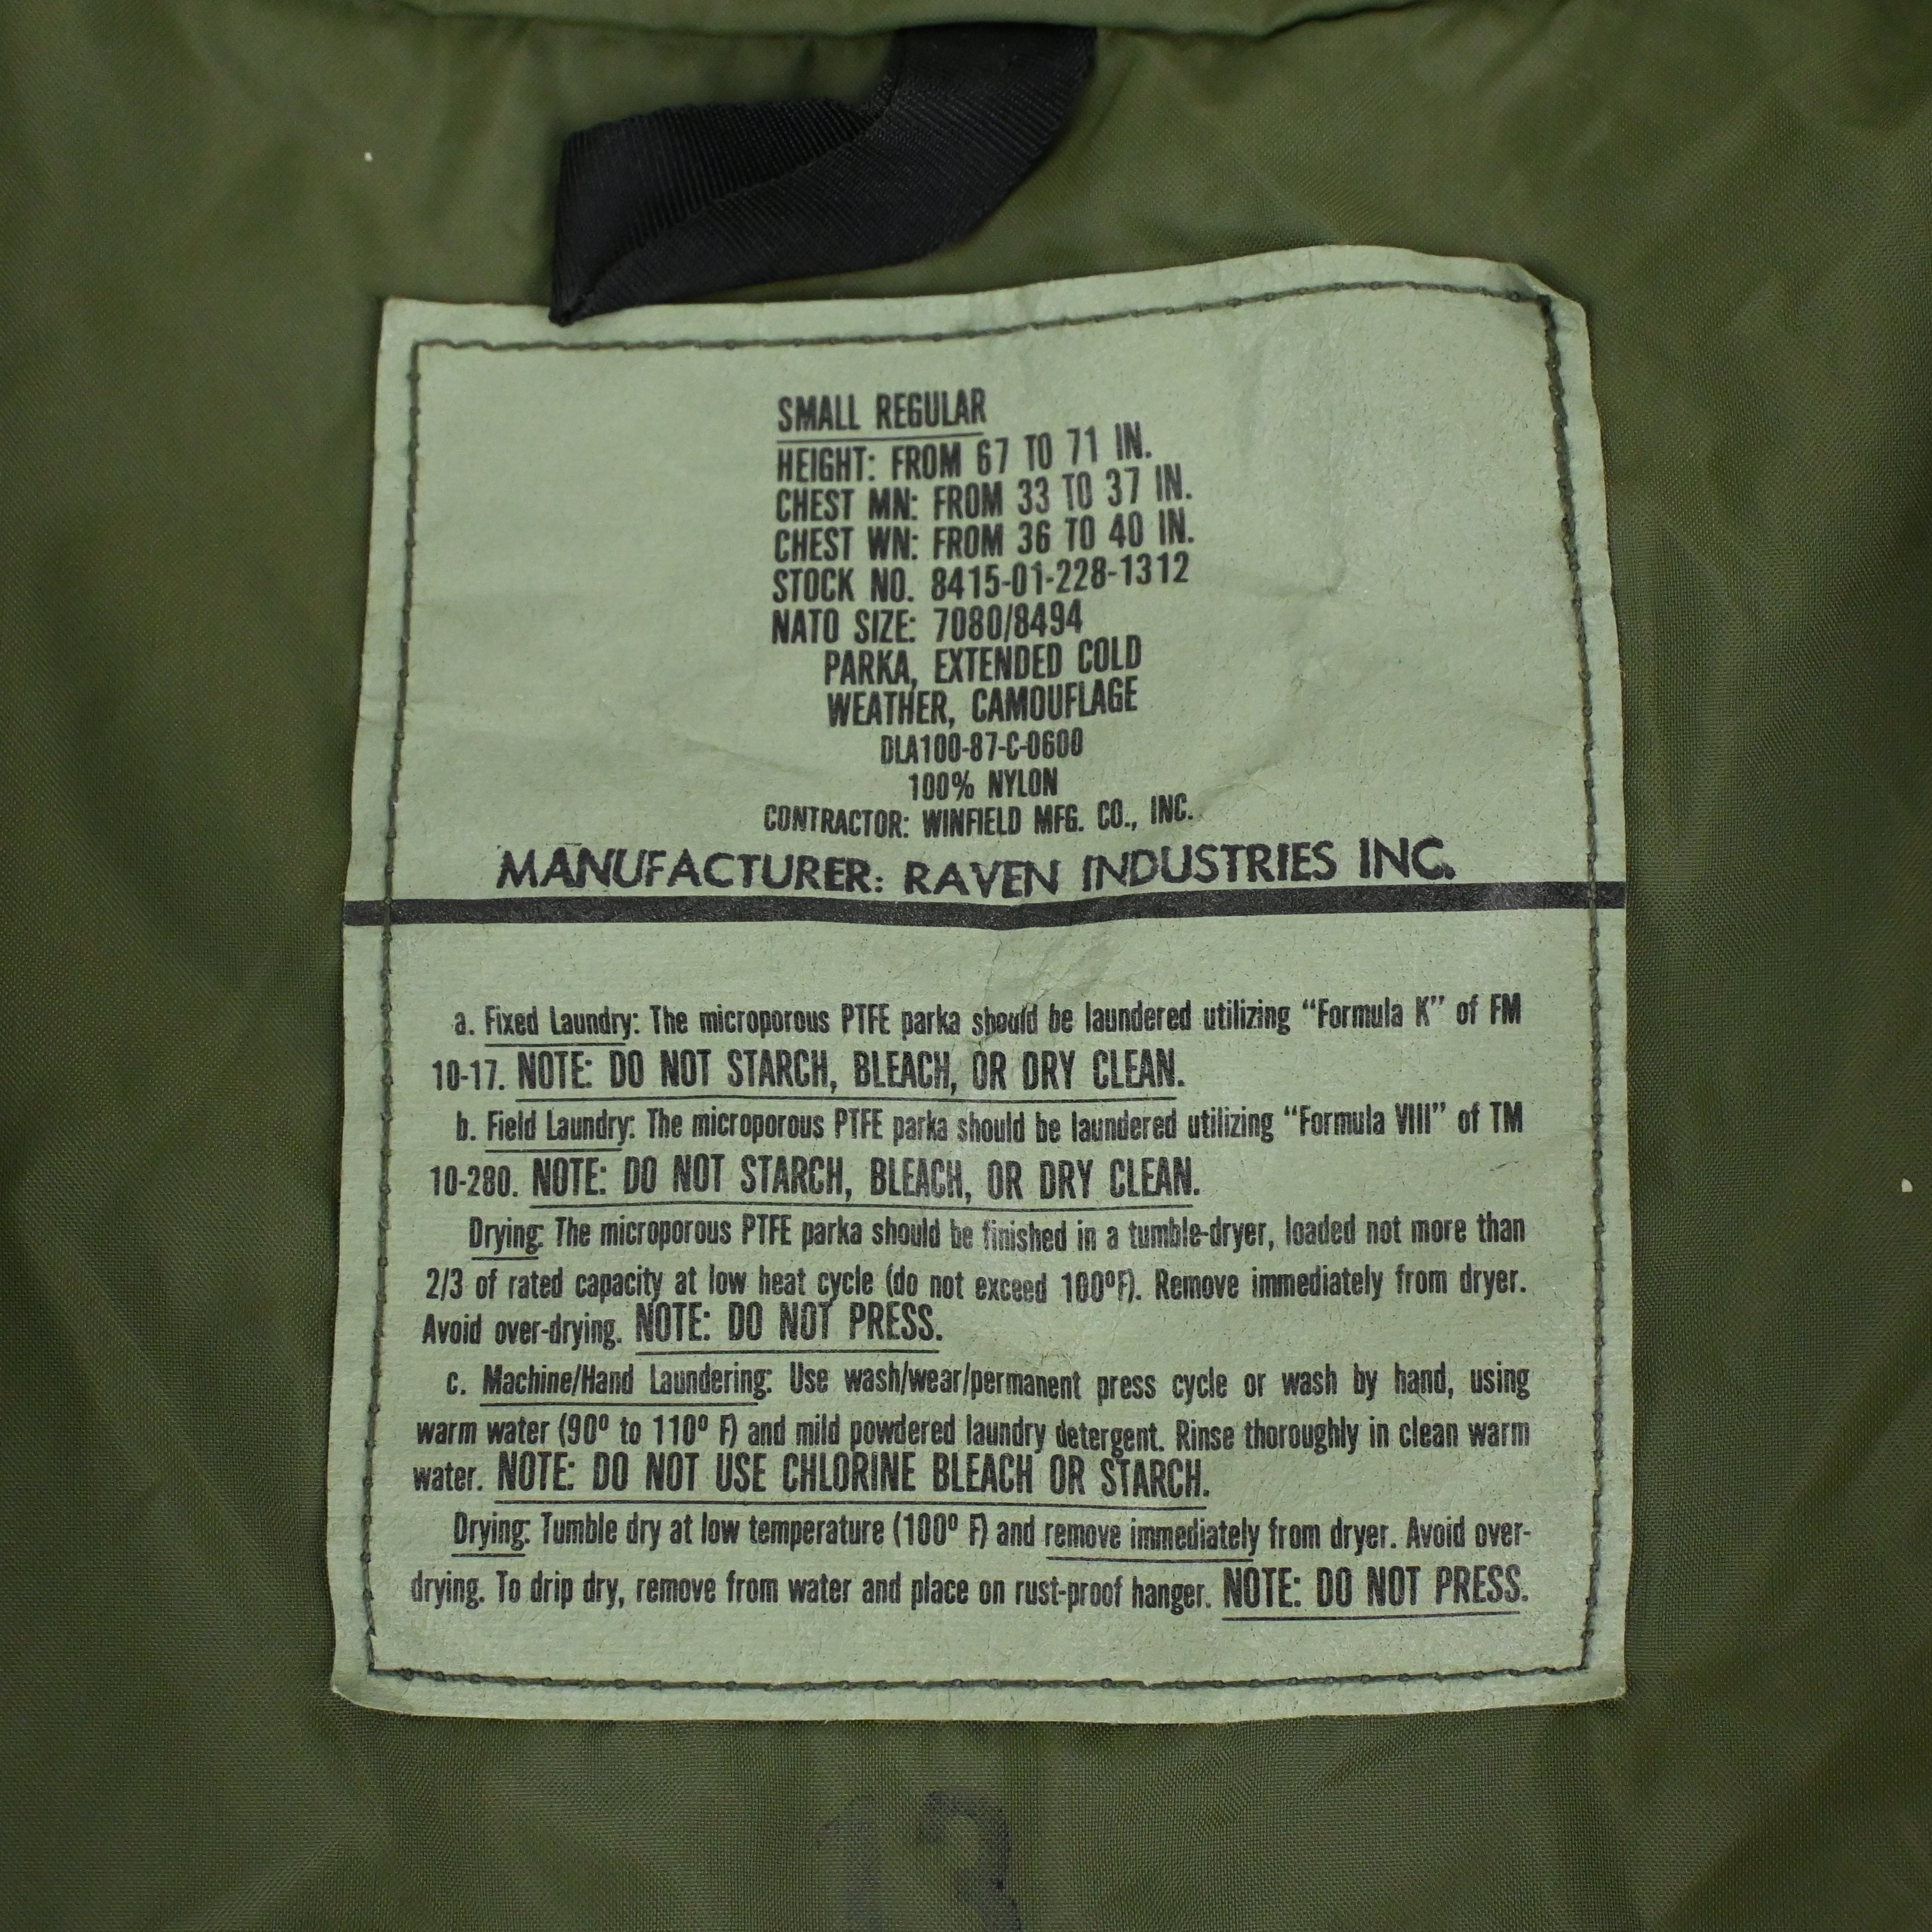 SMALL REGULAR
HEIGHT: FROM 67 TO 71 IN.
CHEST MN: FROM 33 TO 37 IN.
CHEST WN: FROM 36 TO 40 IN.
STOCK NO. 8415-01-228-1312
NATO SIZE: 7080/8494
PARKA, EXTENDED COLD
WEATHER, CAMOUFLAGE
DLA100-87-C-0600
100% NYLON
CONTRACTOR: WINFIELD MFG. CO., INC.
MANUFACTURER: RAVEN INDUSTRIES INC.
a. Fixed Laundry: The microporous PTFE parka should be laundered utilizing “Formula K” of FM
10-17. NOTE: DO NOT STARCH, BLEACH, OR DRY CLEAN.
b. Field Laundry: The microporous PTFE parka should be laundered utilizing “Formula VIII” of TM
10-280. NOTE: DO NOT STARCH, BLEACH, OR DRY CLEAN.
Drying: The microporous PTFE parka should be finished in a tumble-dryer, loaded not more than
2/3 of rated capacity at low heat cycle (do not exceed 100ºF). Remove immediately from dryer.
Avoid over-drying. NOTE: DO NOT PRESS.
c. Machine/Hand Laundering: Use wash/wear/permanent press cycle or wash by hand, using
warm water (90º to 110º F) and mild powdered laundry detergent. Rinse thoroughly in clean warm
water. NOTE: DO NOT USE CHLORINE BLEACH OR STARCH.
Drying: Tumble dry at low temperature (100º F) and remove immediately from dryer. Avoid over-
drying. To drip dry, remove from water and place on rust-proof hanger. NOTE: DO NOT PRESS.
13